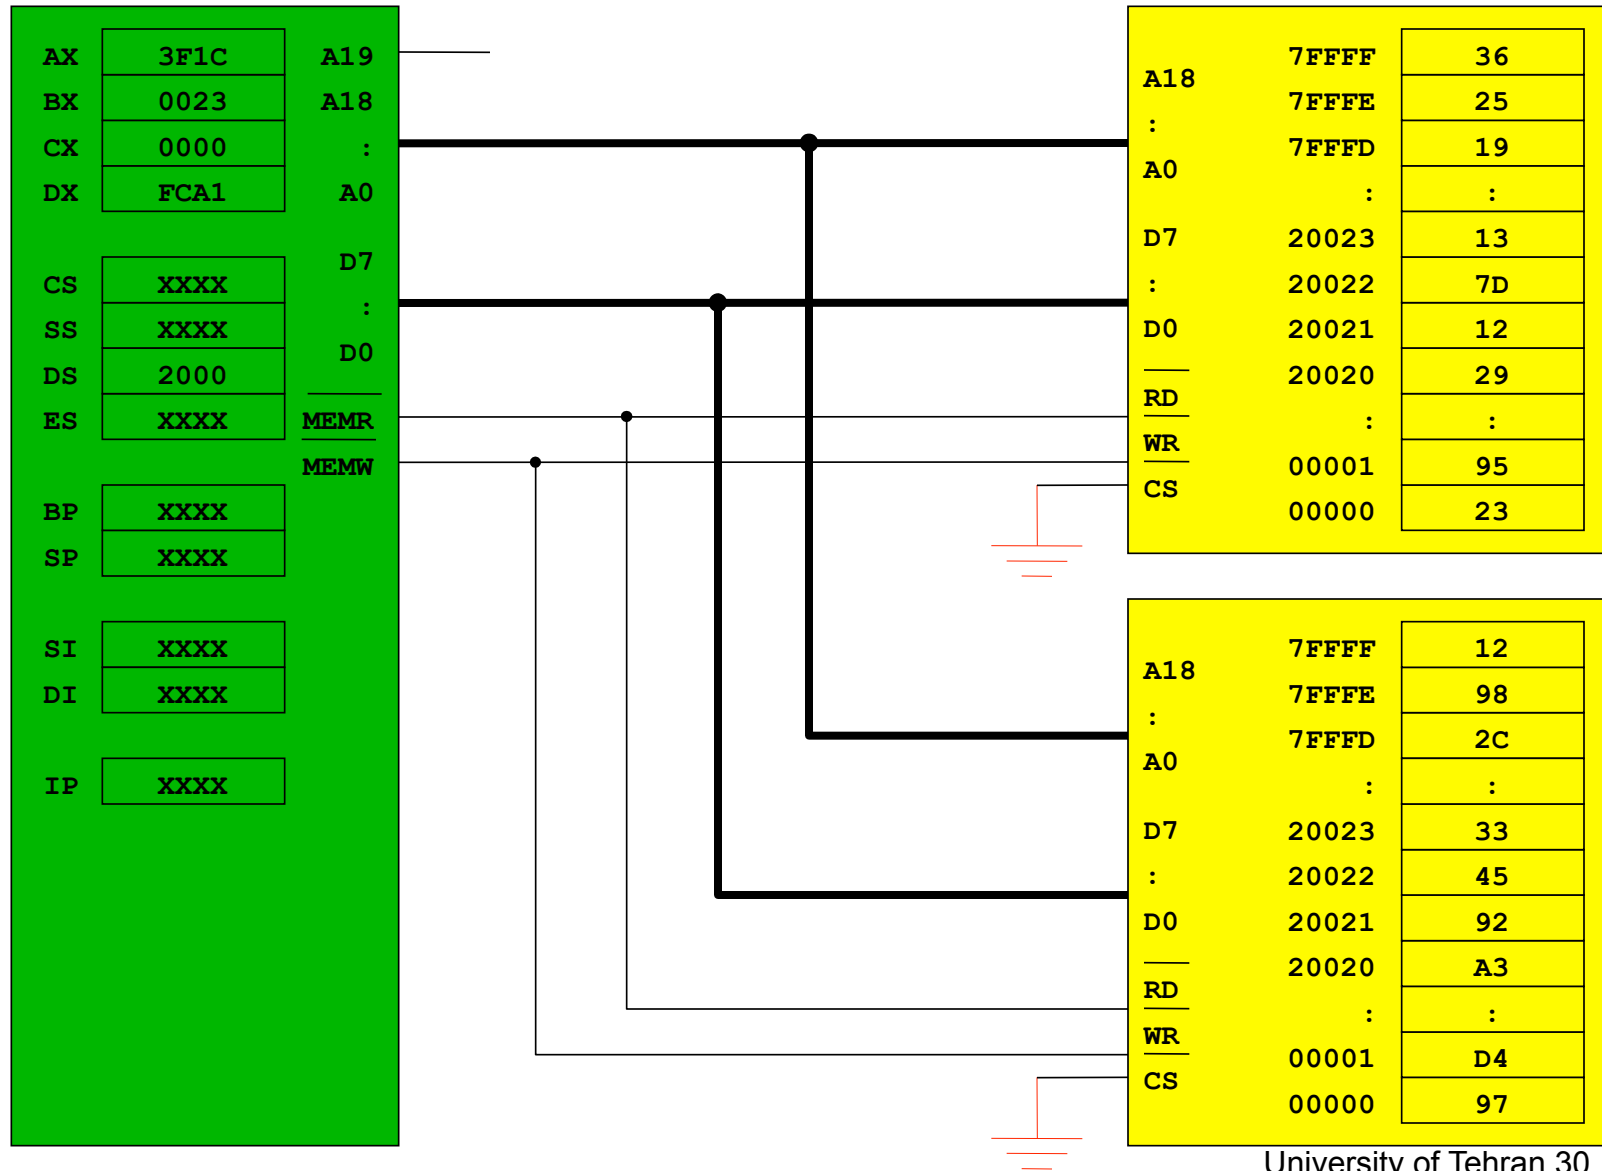 AX 3F1C A19
BX 0023 A18
CX 0000 :
DX FCA1 A0
D7
CS XXXX
:
SS XXXX
D0
DS 2000
ES XXXX MEMR
MEMW
BP XXXX
SP XXXX
SI XXXX
DI XXXX
IP XXXX
7FFFF 36
A18
7FFFE 25
:
7FFFD 19
A0
: :
D7 20023 13
: 20022 7D
D0 20021 12
20020 29
RD
: :
WR
00001 95
CS
00000 23
7FFFF 12
A18
7FFFE 98
:
7FFFD 2C
A0
: :
D7 20023 33
: 20022 45
D0 20021 92
20020 A3
RD
: :
WR
00001 D4
CS
00000 97
University of Tehran 30